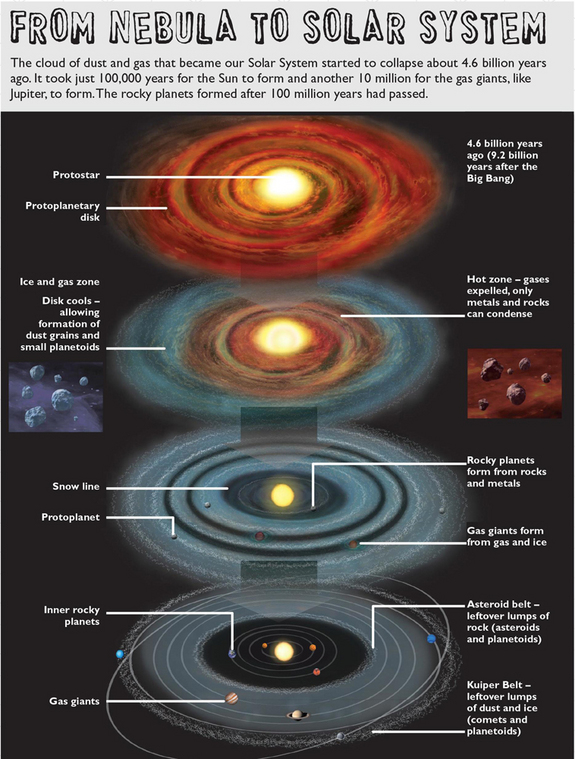 FROM NEBULA TO SOLAR SYSTEM
The cloud of dust and gas that became our Solar System started to collapse about 4.6 billion years
ago. It took just 100,000 years for the Sun to form and another 10 million for the gas giants, like
Jupiter, to form. The rocky planets formed after 100 million years had passed.
4.6 billion years
ago (9.2 billion
years after the
Big Bang)
Protostar
Protoplanetary
disk
Ice and gas zone
Disk cools –
allowing
formation of
dust grains and
small planetoids
Hot zone – gases
expelled, only
metals and rocks
can condense
Snow line
Protoplanet
Rocky planets
form from rocks
and metals
Gas giants form
from gas and ice
Inner rocky
planets
Gas giants
Asteroid belt –
leftover lumps of
rock (asteroids
and planetoids)
Kuiper Belt –
leftover lumps
of dust and ice
(comets and
planetoids)